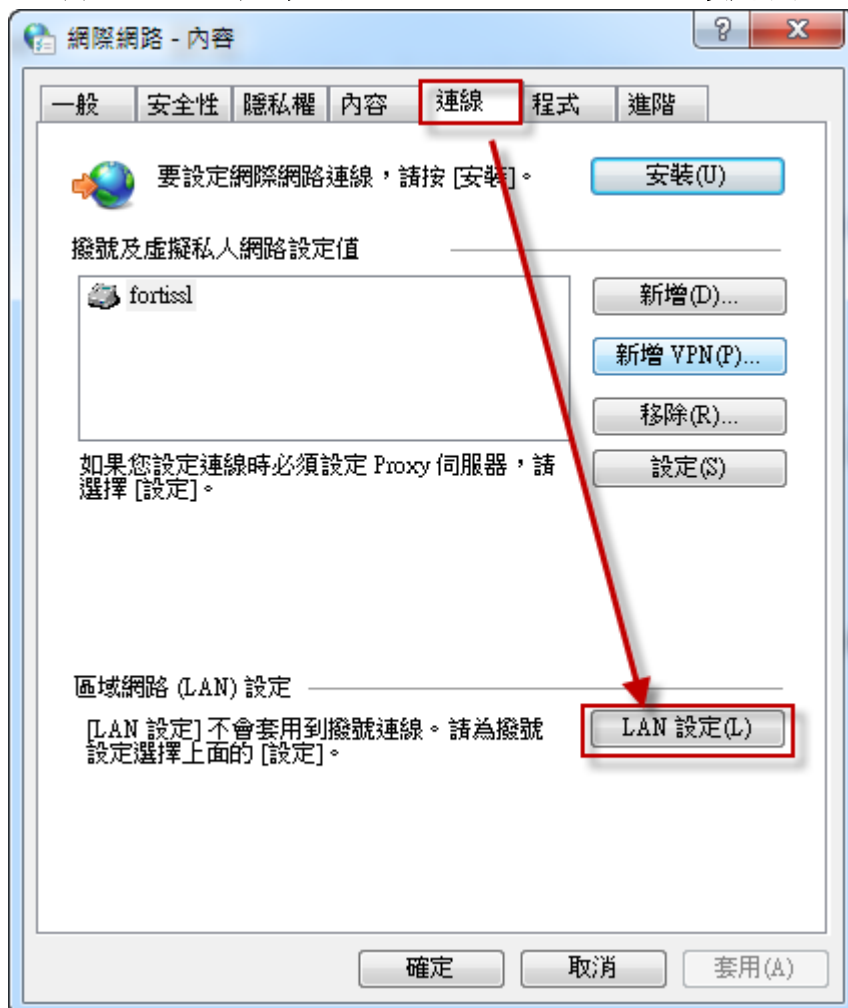 網際網路 - 內容
一般
安全性
隱私權
內容
連線
程式
進階
要設定網際網路連線，請按 [安裝]。
安裝(U)
撥號及虛擬私人網路設定值
fortissl
新增(D)...
新增 VPN(P)...
移除(R)...
如果您設定連線時必須設定 Proxy 伺服器，請
選擇 [設定]。
設定(S)
區域網路 (LAN) 設定
[LAN 設定] 不會套用到撥號連線。請為撥號
設定選擇上面的 [設定]。
LAN 設定(L)
確定
取消
套用(A)